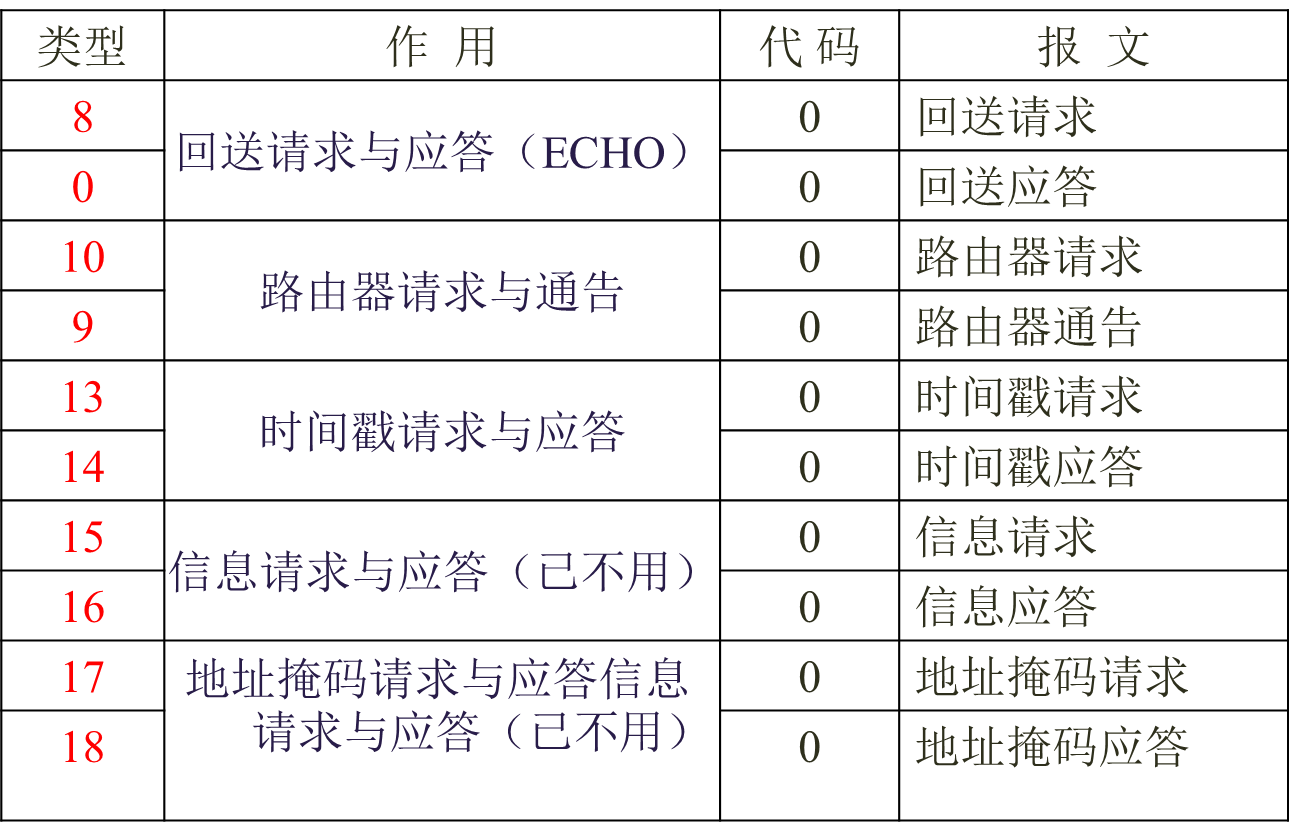 类型 作 用 代 码 报 文
8 回送请求与应答（ECHO） 0 回送请求
0 0 回送应答
10 路由器请求与通告 0 路由器请求
9 0 路由器通告
13 时间戳请求与应答 0 时间戳请求
14 0 时间戳应答
15 信息请求与应答（已不用） 0 信息请求
16 0 信息应答
17 地址掩码请求与应答信息 0 地址掩码请求
请求与应答（已不用）
18 0 地址掩码应答